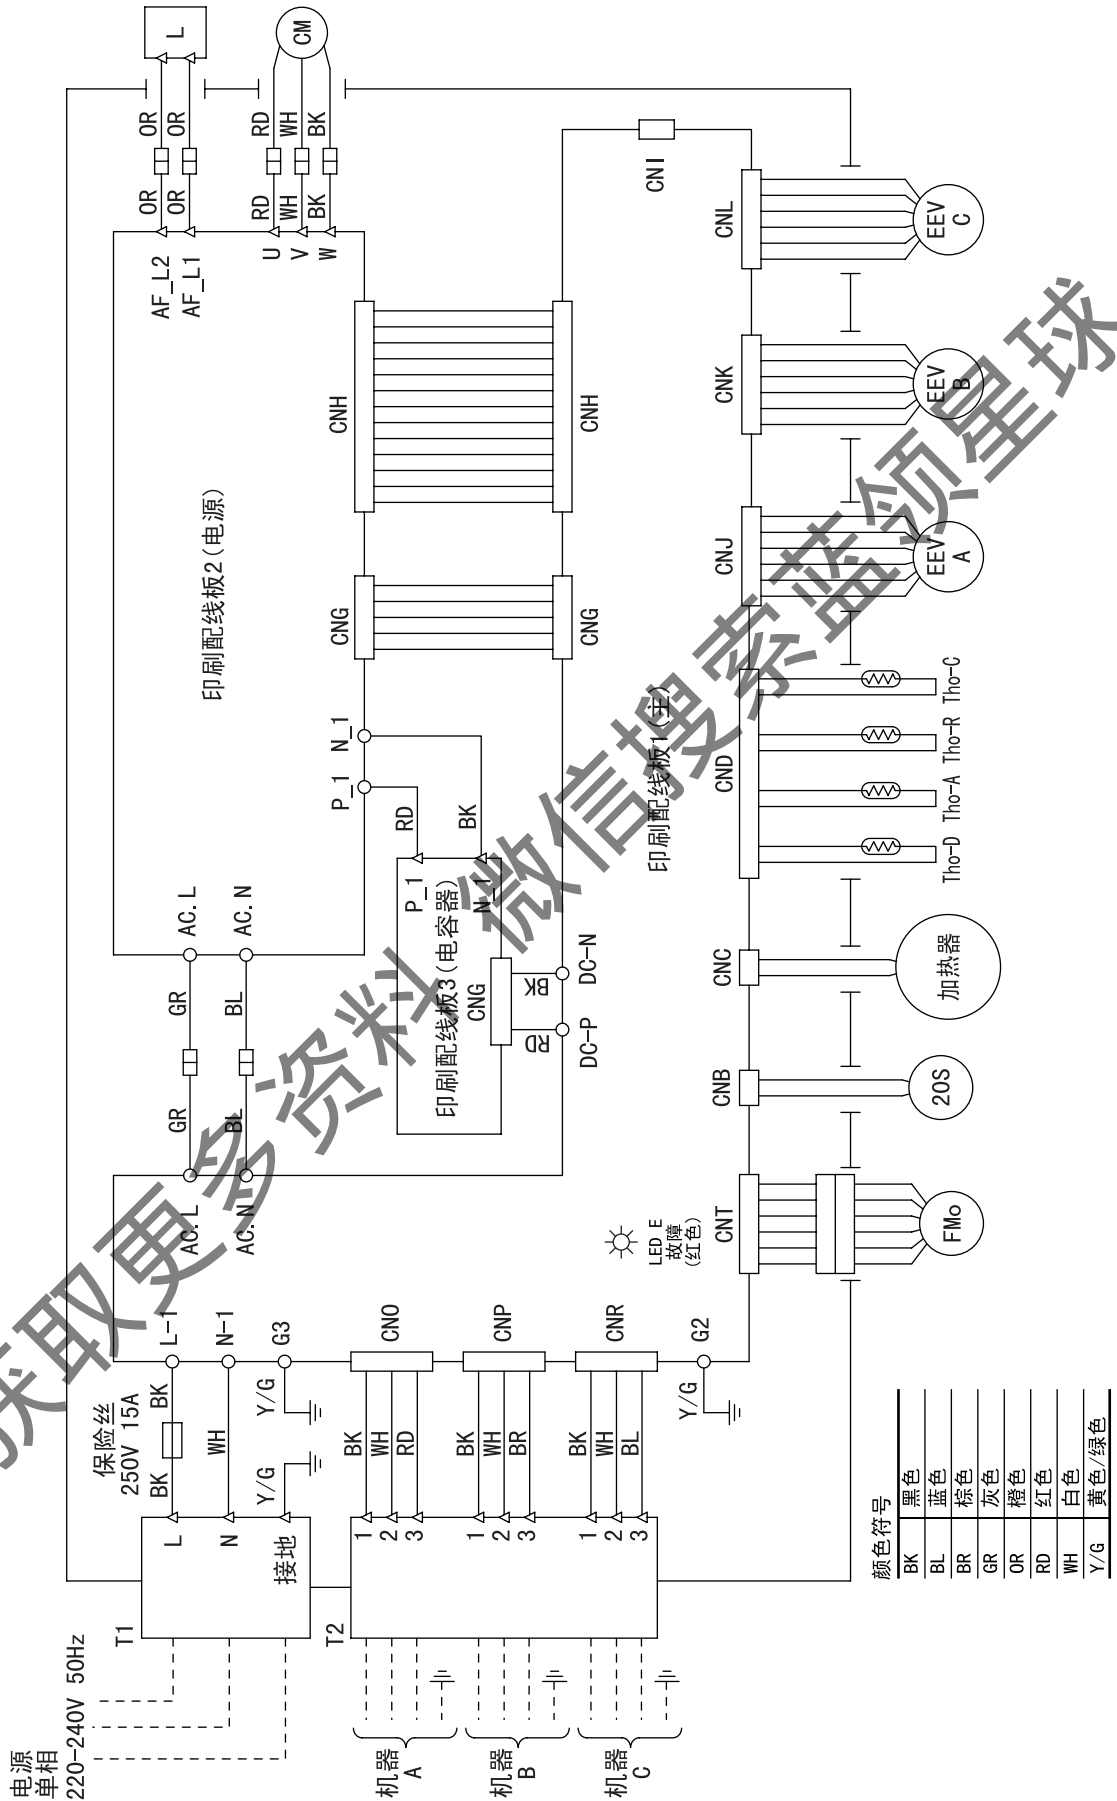 电源
单相
220-240V 50Hz
T1
L
N
接地
保险丝
250V 15A
BK
BK
WH
Y/G
Y/G
L-1
N-1
G3
T2
1
2
3
1
2
3
1
2
3
BK
WH
RD
BK
WH
BR
BK
WH
BL
CNO
CNP
CNR
Y/G
G2
机器
A
机器
B
机器
C
AC.L
AC.N
GR
BL
GR
BL
AC.L
AC.N
印刷配线板2(电源)
AF_L2
AF_L1
U
V
W
OR
OR
RD
WH
BK
OR
OR
RD
WH
BK
L
CM
P_1
N_1
RD
BK
P_1
N_1
印刷配线板3(电容器)
CNG
RD
BK
DC-P
DC-N
CNG
CNG
CNH
CNH
CNI
印刷配线板1(主)
LED E
故障
(红色)
CNT
CNB
CNC
CND
CNJ
CNK
CNL
FMo
20S
加热器
Tho-D
Tho-A
Tho-R
Tho-C
EEV
A
EEV
B
EEV
C
颜色符号
BK 黑色
BL 蓝色
BR 棕色
GR 灰色
OR 橙色
RD 红色
WH 白色
Y/G 黄色/绿色
获取更多资料 微信搜索蓝领星球